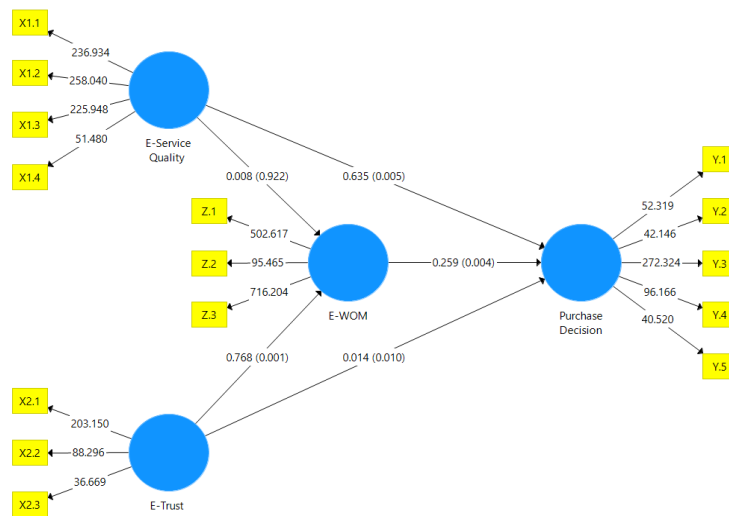 X1.1
236.934
X1.2
258.040
X1.3
225.948
51.480
X1.4
E-Service
Quality
0.008 (0.922)
0.635 (0.005)
Y.1
Z.1
52.319
Y.2
502.617
42.146
Z.2
95.465
0.259 (0.004)
272.324
Y.3
Z.3
716.204
96.166
Y.4
E-WOM
Purchase
Decision
40.520
0.768 (0.001)
0.014 (0.010)
Y.5
X2.1
203.150
X2.2
88.296
36.669
X2.3
E-Trust